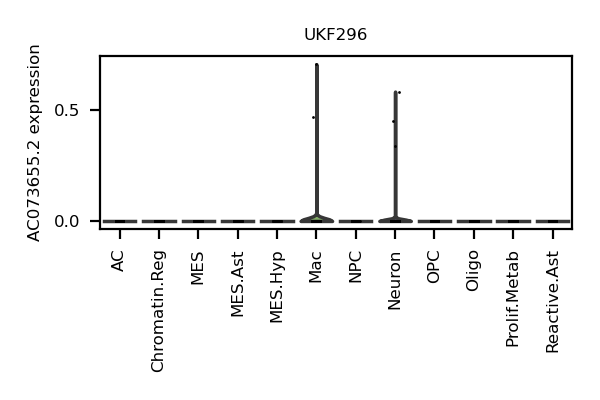 UKF296
AC073655.2 expression
0.5
0.0
AC
Chromatin.Reg
MES
MES.Ast
MES.Hyp
Mac
NPC
Neuron
OPC
Oligo
Prolif.Metab
Reactive.Ast